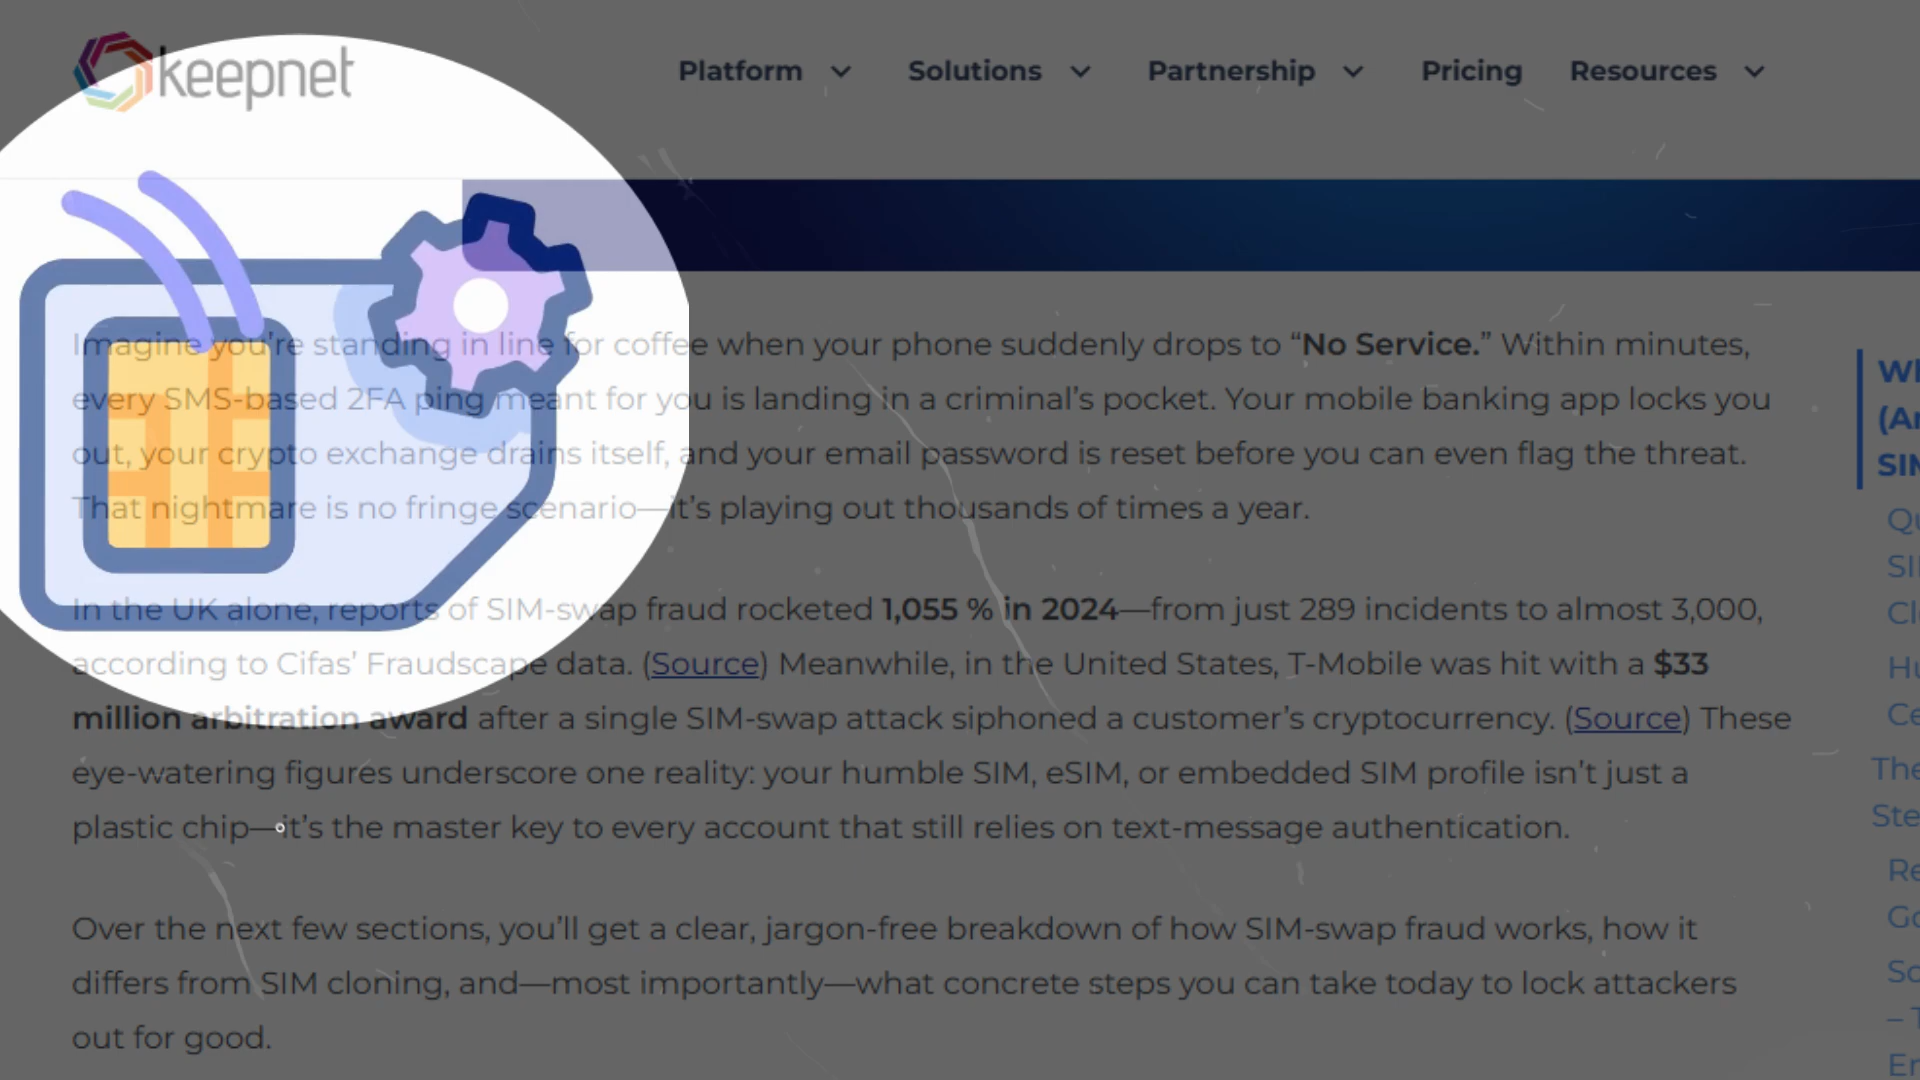 keepnet
Platform
Solutions
Partnership
Pricing
Resources
Imagine you’re standing in line for coffee when your phone suddenly drops to “No Service.” Within minutes,
every SMS-based 2FA ping meant for you is landing in a criminal’s pocket. Your mobile banking app locks you
out, your crypto exchange drains itself, and your email password is reset before you can even flag the threat.
That nightmare is no fringe scenario—it’s playing out thousands of times a year.
In the UK alone, reports of SIM-swap fraud rocketed 1,055 % in 2024—from just 289 incidents to almost 3,000,
according to Cifas’ Fraudscape data. (Source) Meanwhile, in the United States, T-Mobile was hit with a $33
million arbitration award after a single SIM-swap attack siphoned a customer’s cryptocurrency. (Source) These
eye-watering figures underscore one reality: your humble SIM, eSIM, or embedded SIM profile isn’t just a
plastic chip—it’s the master key to every account that still relies on text-message authentication.
Over the next few sections, you’ll get a clear, jargon-free breakdown of how SIM-swap fraud works, how it
differs from SIM cloning, and—most importantly—what concrete steps you can take today to lock attackers
out for good.